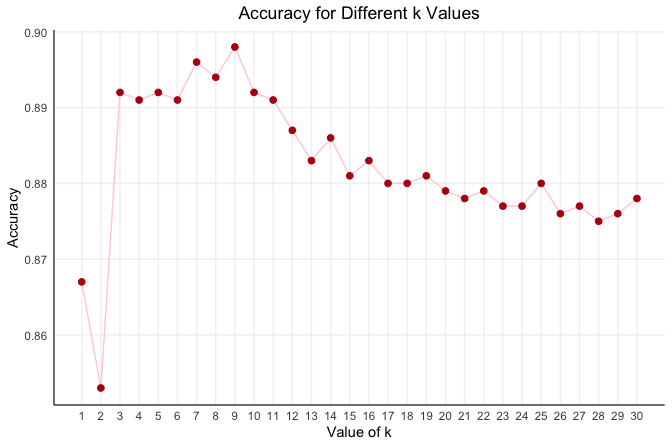 Accuracy for Different k Values
0.90
0.89
0.88
0.87
0.86
Accuracy
1 2 3 4 5 6 7 8 9 10 11 12 13 14 15 16 17 18 19 20 21 22 23 24 25 26 27 28 29 30
Value of k